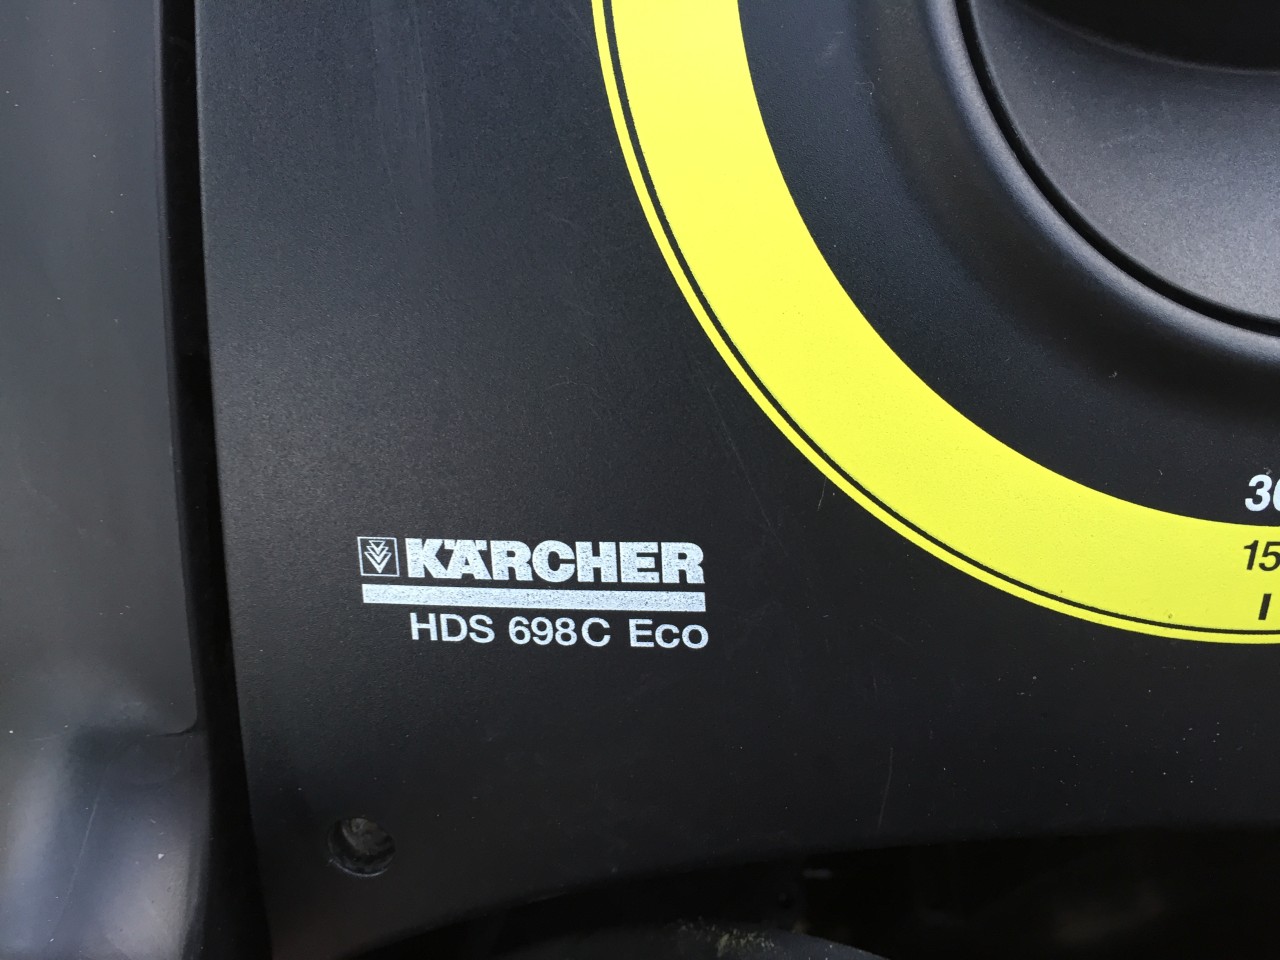 KÄRCHER
HDS 698C Eco
15